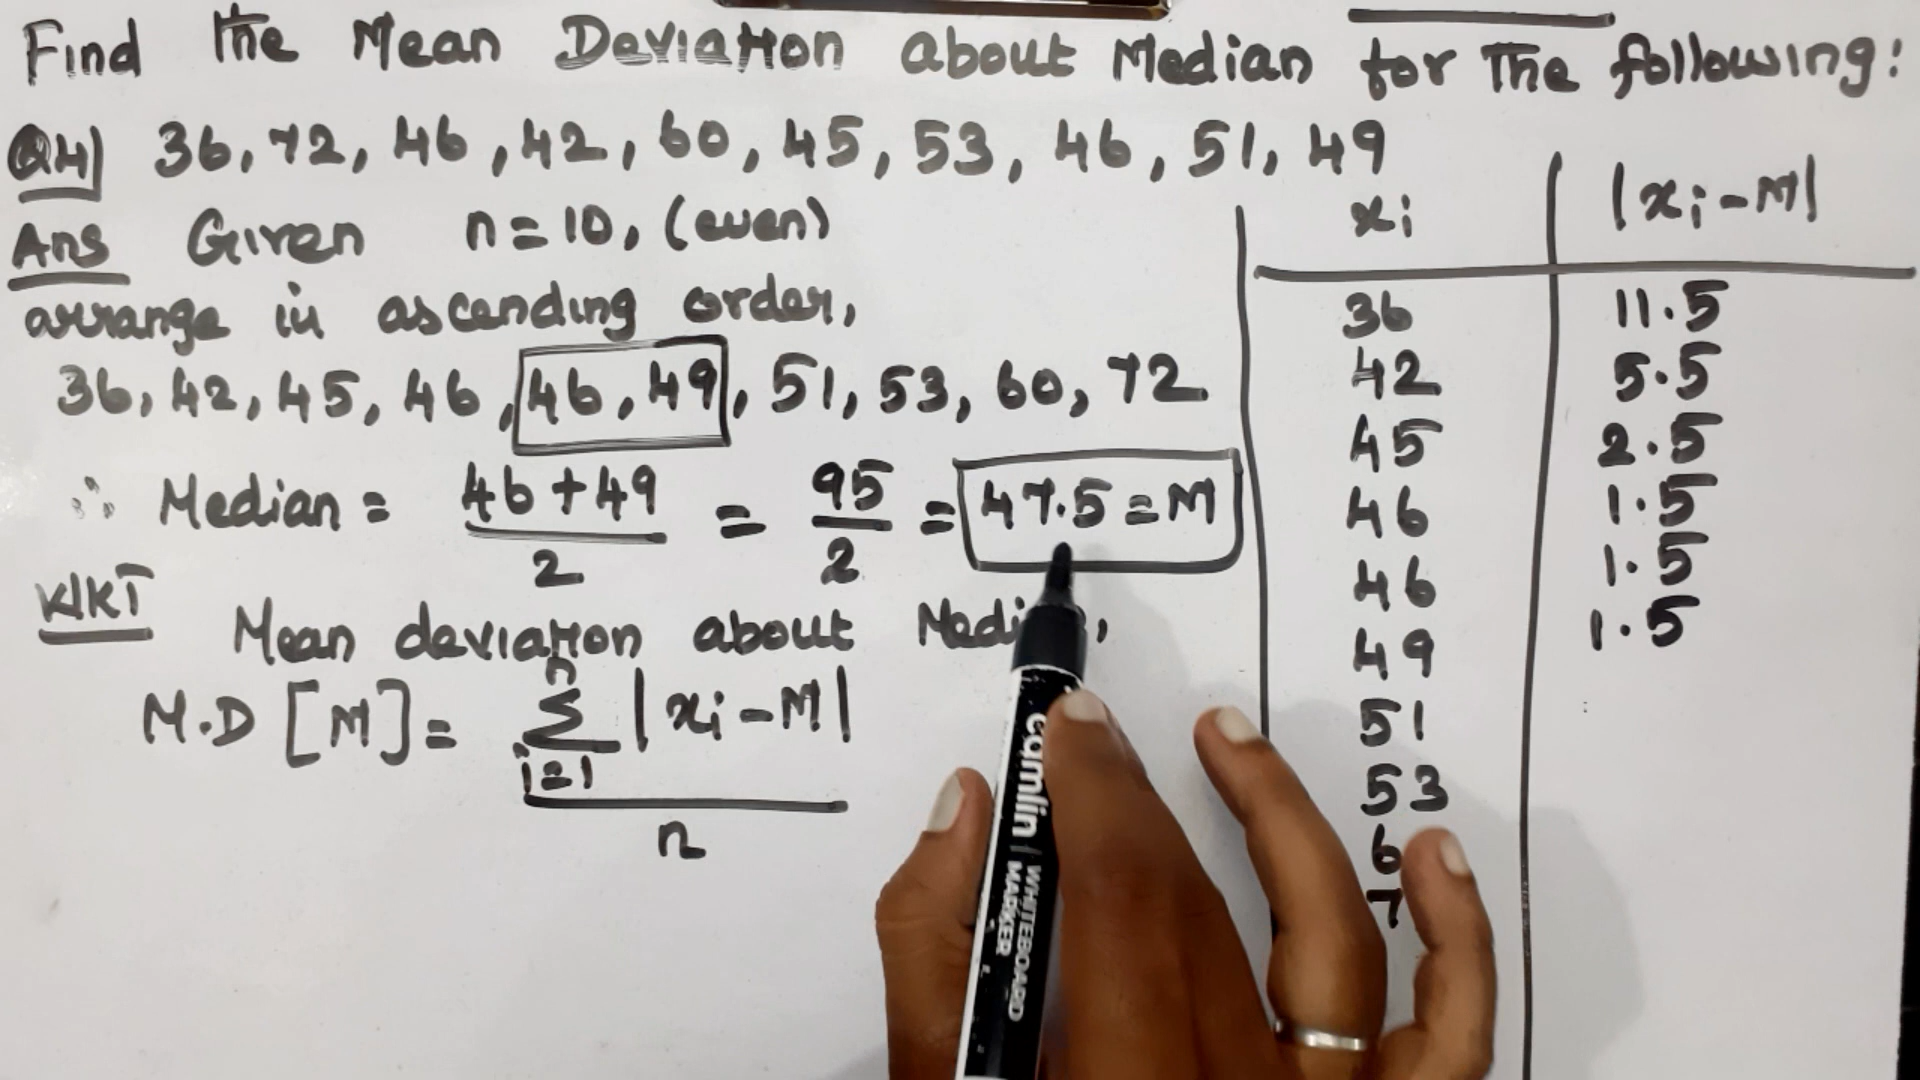 Find the Mean Deviation about Median for The following:
Q4) 36, 72, 46, 42, 60, 45, 53, 46, 51, 49
Ans Given n=10, (even)
arrange in ascending order,
36, 42, 45, 46, 46, 49, 51, 53, 60, 72
∴ Median = 46+49/2 = 95/2 = 47.5 = M
WKT Mean deviation about
M.D [M] = n Σ i=1 |xi-M| / n
xi |xi-M|
36 11.5
42 5.5
45 2.5
46 1.5
46 1.5
49 1.5
51
53
6
7
camlin WHITEBOARD MARKER